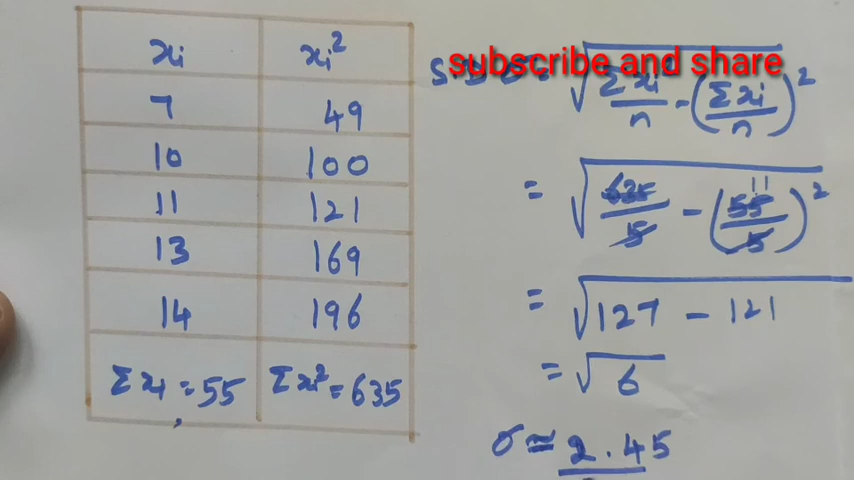 xi xi²
7 49
10 100
11 121
13 169
14 196
Σxi = 55 Σxi² = 635
subscribe and share
= √(Σxi/n - (Σxi/n)²)
= √(635/5 - (55/5)²) 11
= √127 - 121
= √6
σ ≅ 2.45